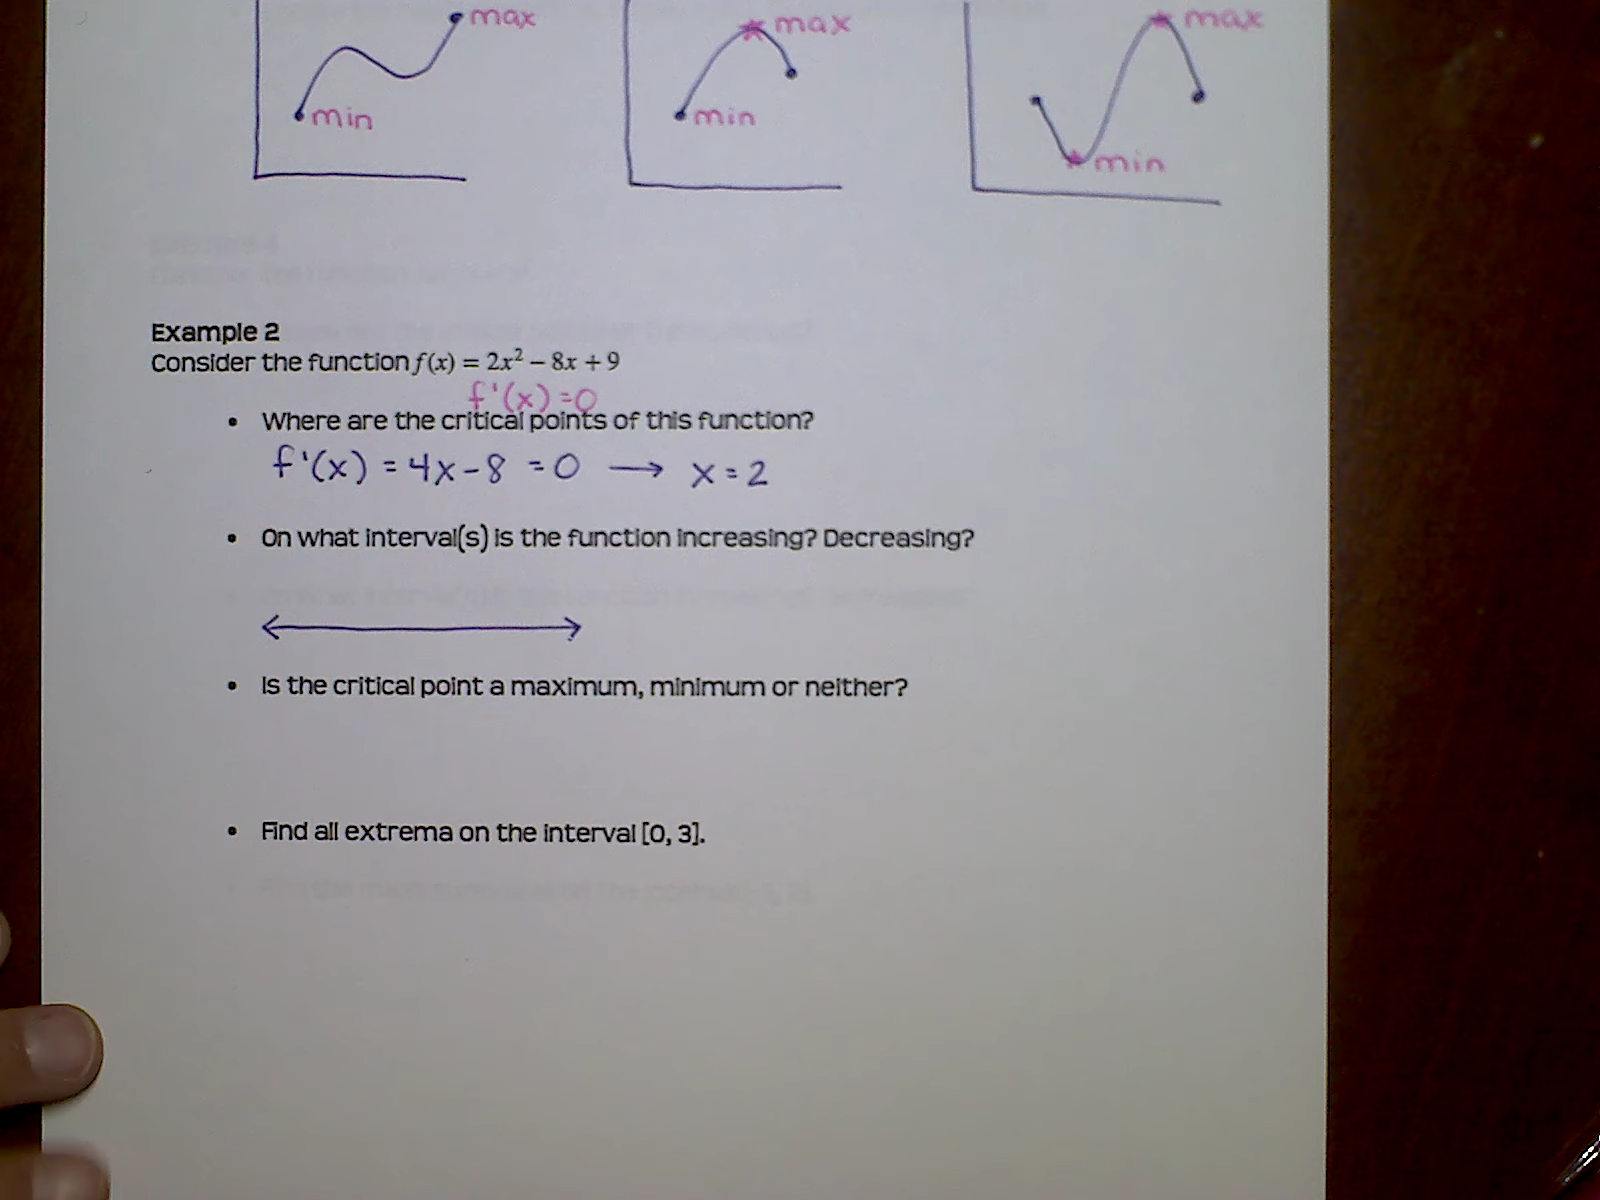 max
max
max
min
min
min
Example 2
Consider the function f(x) = 2x² – 8x + 9
f'(x) = 0
• Where are the critical points of this function?
f'(x) = 4x - 8 = 0 → x = 2
• On what interval(s) is the function increasing? Decreasing?
• Is the critical point a maximum, minimum or neither?
• Find all extrema on the interval [0, 3].